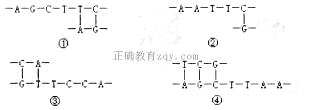 —A—G—C—T—T—C—
—A—G—
①
—A—A—T—T—C—
—G—
②
正确教育zqy.com
—C—A—
—G—T—T—C—C—A—
③
—T—C—G—
—A—G—C—T—T—A—A—
④